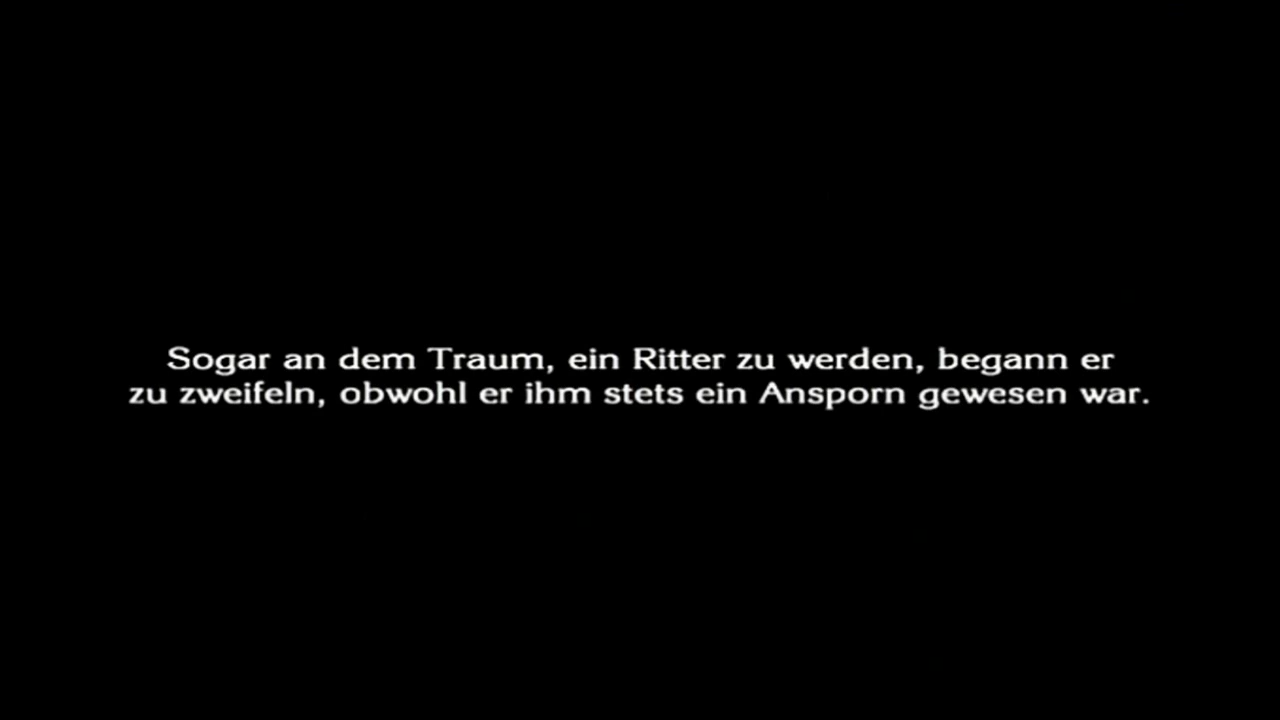 Sogar an dem Traum, ein Ritter zu werden, begann er
zu zweifeln, obwohl er ihm stets ein Ansporn gewesen war.